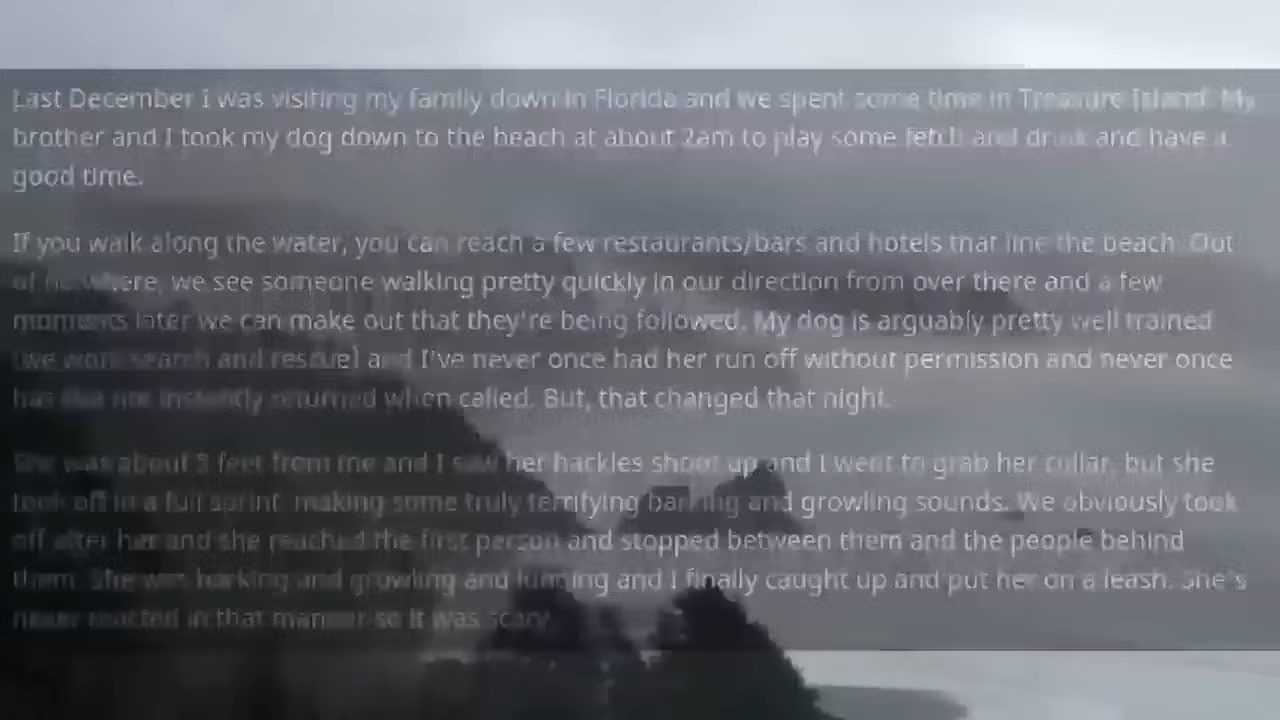 Last December I was visiting my family down in Florida and we spent some time in Treasure Island. My
brother and I took my dog down to the beach at about 2am to play some fetch and drink and have a
good time.
If you walk along the water, you can reach a few restaurants/bars and hotels that line the beach. Out
of nowhere, we see someone walking pretty quickly in our direction from over there and a few
moments later we can make out that they're being followed. My dog is arguably pretty well trained
(we work search and rescue) and I've never once had her run off without permission and never once
has she not instantly returned when called. But, that changed that night.
She was about 5 feet from me and I saw her hackles shoot up and I went to grab her collar, but she
took off in a full sprint making some truly terrifying barking and growling sounds. We obviously took
off after her and she reached the first person and stopped between them and the people behind
them. She was barking and growling and lunging and I finally caught up and put her on a leash. She's
never reacted in that manner so it was scary.